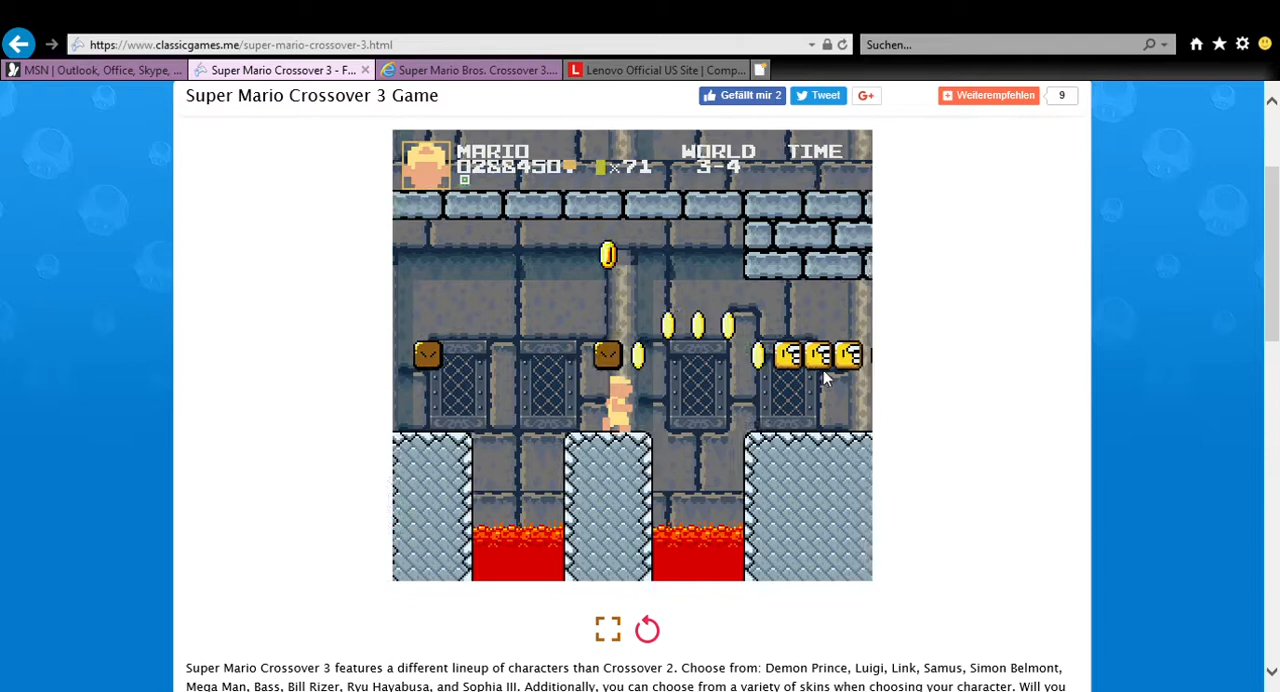 https://www.classicgames.me/super-mario-crossover-3.html
Suchen...
MSN | Outlook, Office, Skype, ...
Super Mario Crossover 3 - F...
Super Mario Bros. Crossover 3....
Lenovo Official US Site | Comp...
Super Mario Crossover 3 Game
Gefällt mir 2
Tweet
G+
Weiterempfehlen
9
MARIO
WORLD
TIME
028450
x71
3-4
Super Mario Crossover 3 features a different lineup of characters than Crossover 2. Choose from: Demon Prince, Luigi, Link, Samus, Simon Belmont,
Mega Man, Bass, Bill Rizer, Ryu Hayabusa, and Sophia III. Additionally, you can choose from a variety of skins when choosing your character. Will you